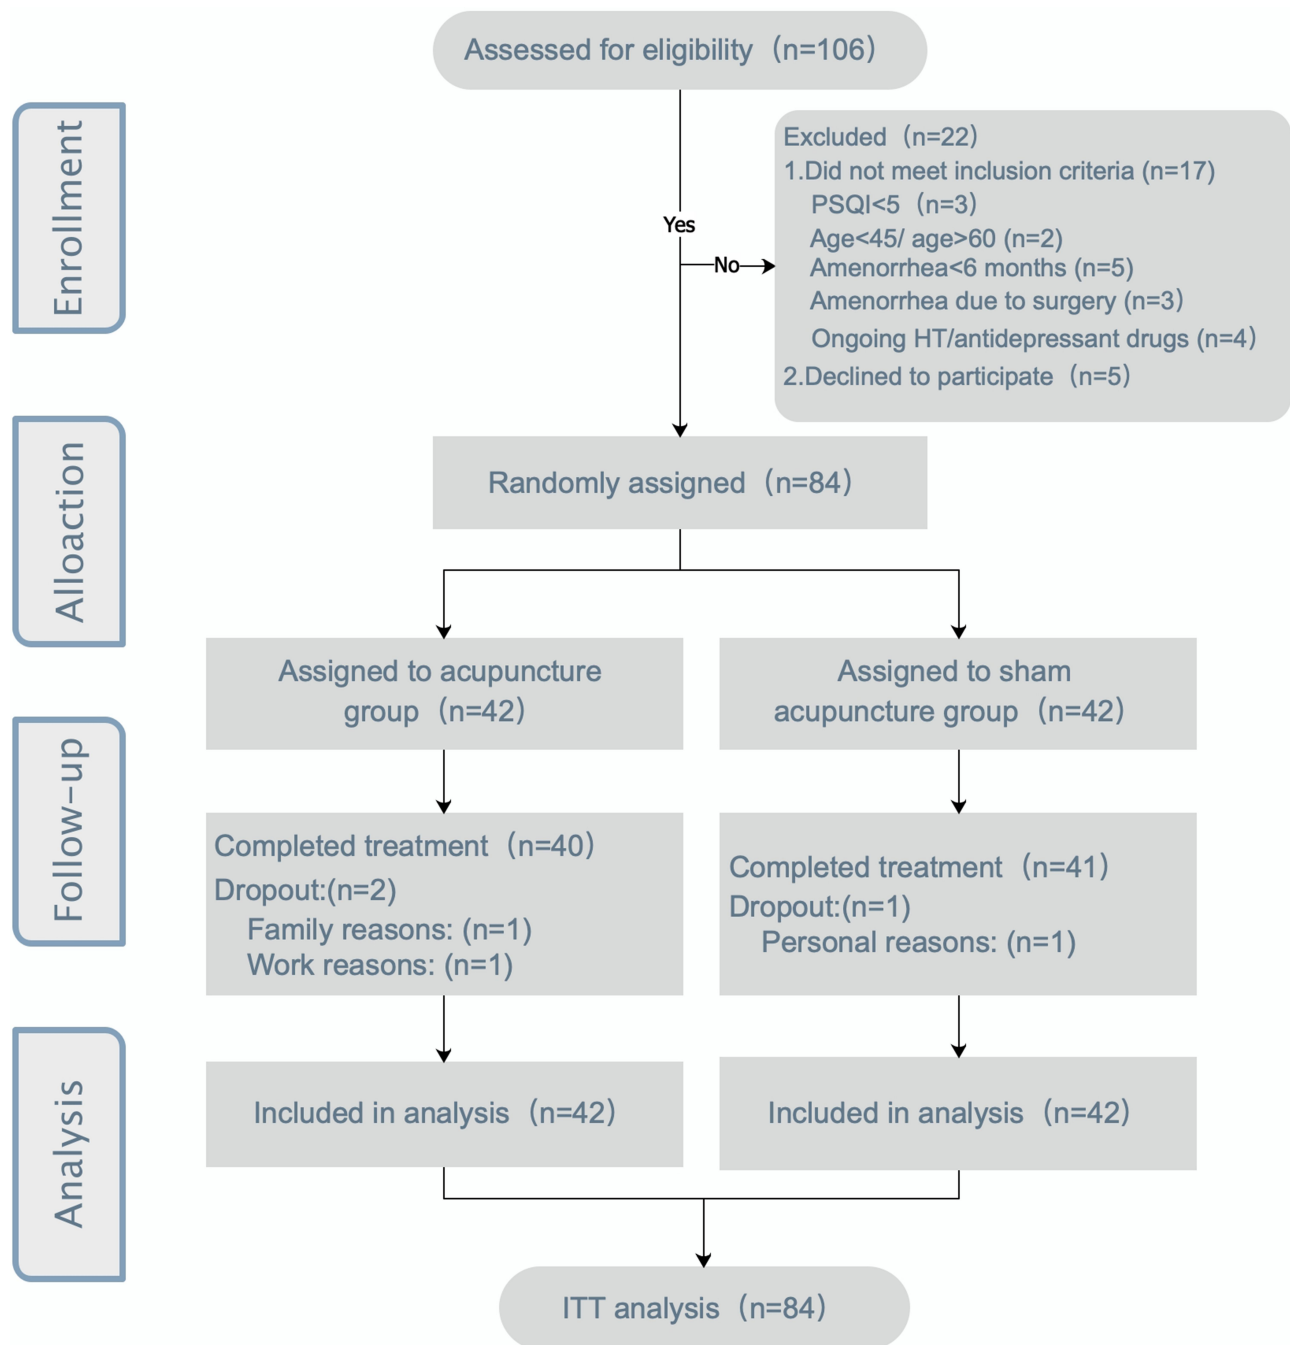 Assessed for eligibility（n=106）
Enrollment
Excluded（n=22）
1.Did not meet inclusion criteria (n=17)
PSQI<5（n=3）
Age<45/ age>60 (n=2)
Amenorrhea<6 months (n=5)
Amenorrhea due to surgery (n=3)
Ongoing HT/antidepressant drugs (n=4)
2.Declined to participate（n=5）
Yes
No
Alloaction
Randomly assigned（n=84）
Assigned to acupuncture
group（n=42）
Assigned to sham
acupuncture group（n=42）
Follow-up
Completed treatment（n=40）
Dropout:(n=2)
Family reasons: (n=1)
Work reasons: (n=1)
Completed treatment（n=41）
Dropout:(n=1)
Personal reasons: (n=1)
Analysis
Included in analysis（n=42）
Included in analysis（n=42）
ITT analysis（n=84）